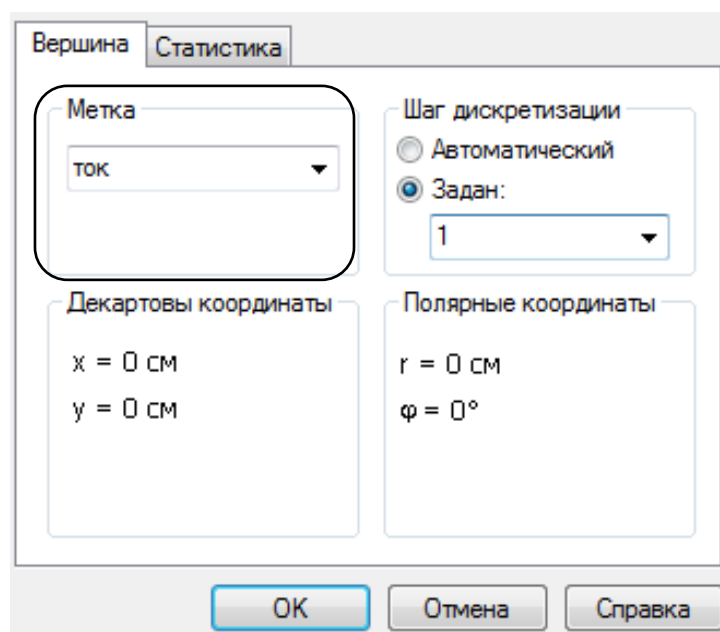 Вершина Статистика
Метка
ток
Шаг дискретизации
Автоматический
Задан:
1
Декартовы координаты
x = 0 см
y = 0 см
Полярные координаты
r = 0 см
φ = 0°
OK Отмена Справка